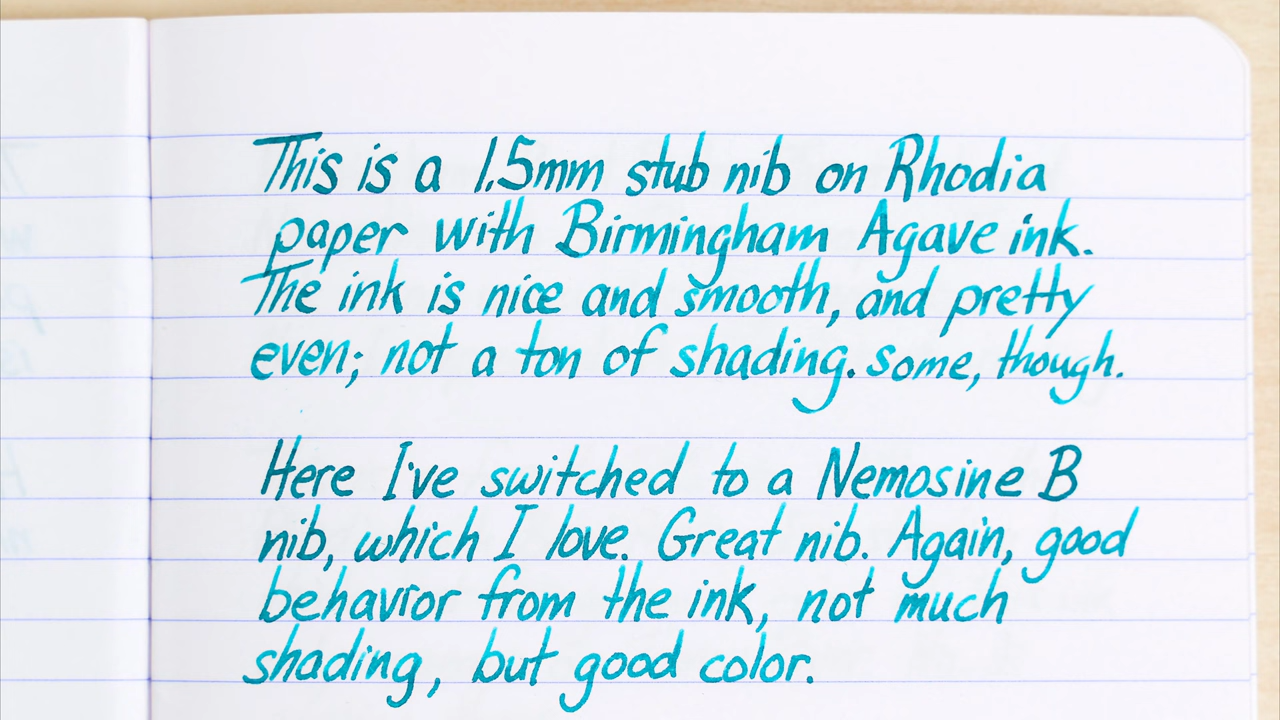 This is a 1.5mm stub nib on Rhodia
paper with Birmingham Agave ink.
The ink is nice and smooth, and pretty
even; not a ton of shading. Some, though.
Here I've switched to a Nemosine B
nib, which I love. Great nib. Again, good
behavior from the ink, not much
shading, but good color.